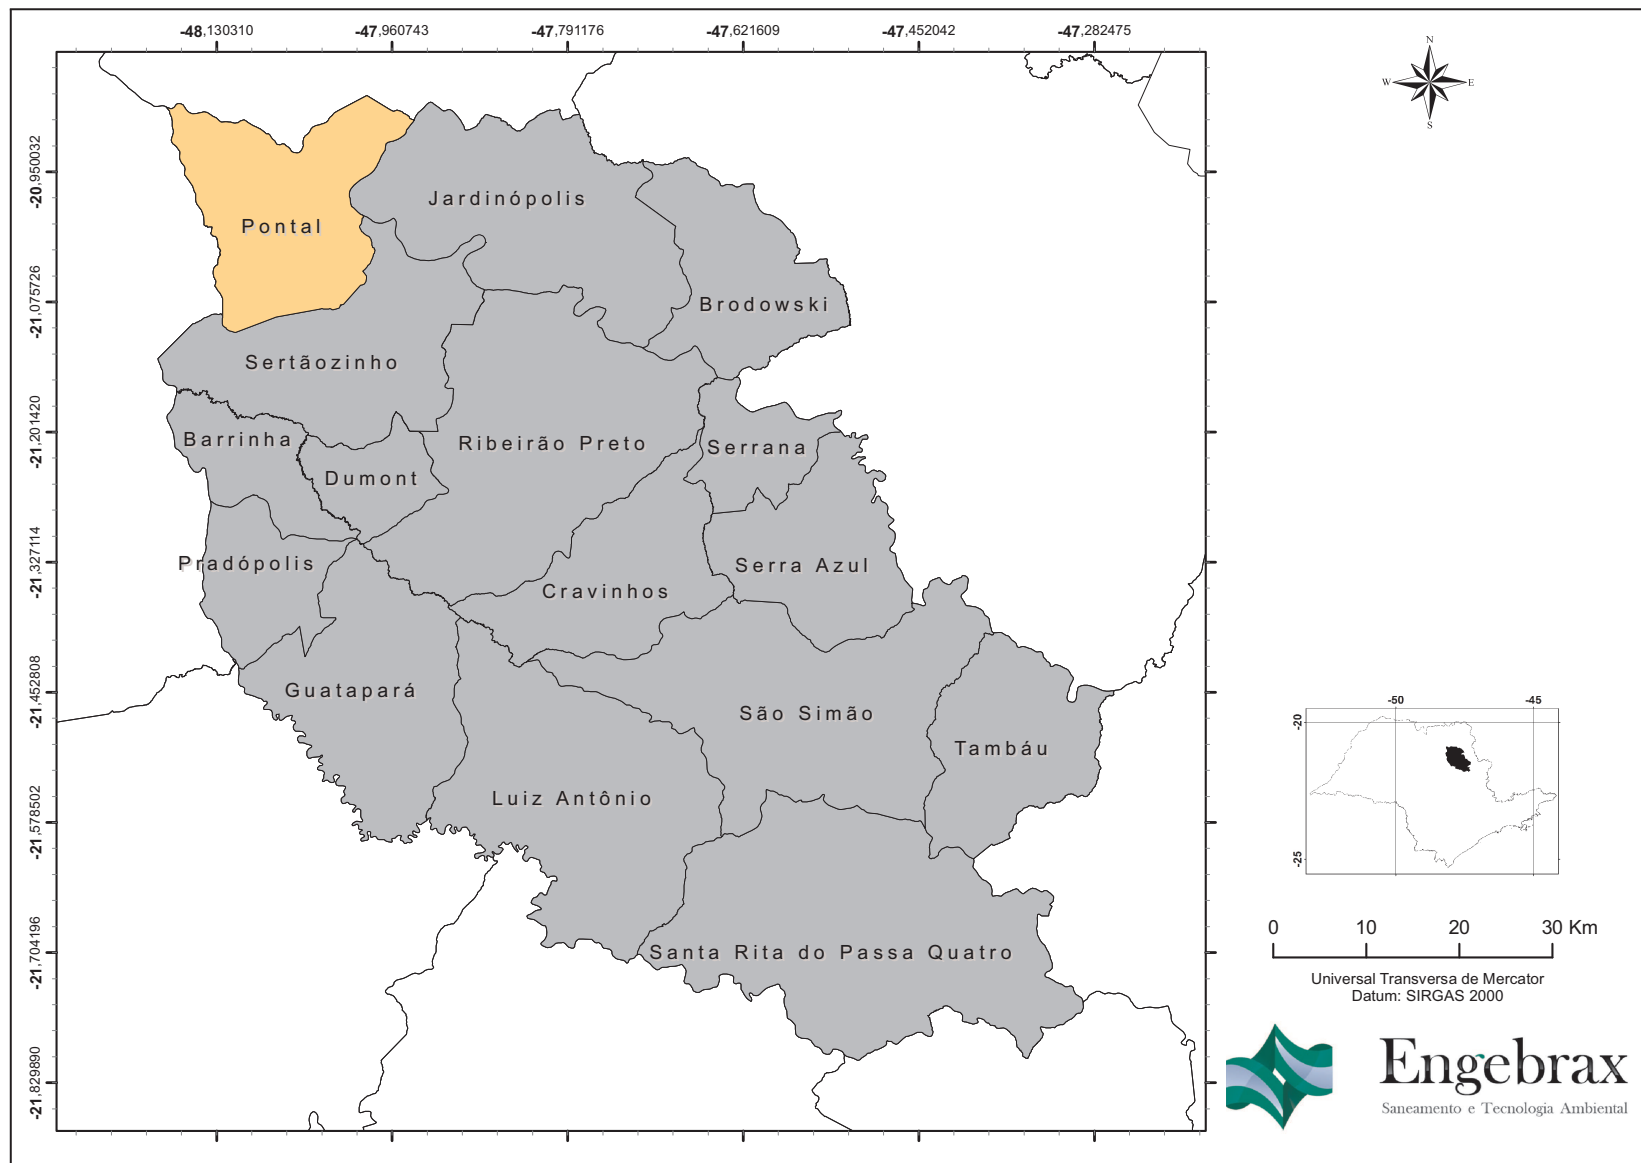 -48,130310 -47,960743 -47,791176 -47,621609 -47,452042 -47,282475
N
W E
S
20,950032
-21,075726
-21,201420
-21,327114
-21,452808
-21,578502
-21,704196
-21,829890
Jardinópolis
Pontal
Brodowski
Sertãozinho
Barrinha
Ribeirão Preto
Serrana
Dumont
Pradópolis
Serra Azul
Cravinhos
Guatapará
São Simão
Tambáu
Luiz Antônio
Santa Rita do Passa Quatro
-50 -45
-20
-25
0 10 20 30 Km
Universal Transversa de Mercator
Datum: SIRGAS 2000
Engebrax
Saneamento e Tecnologia Ambiental